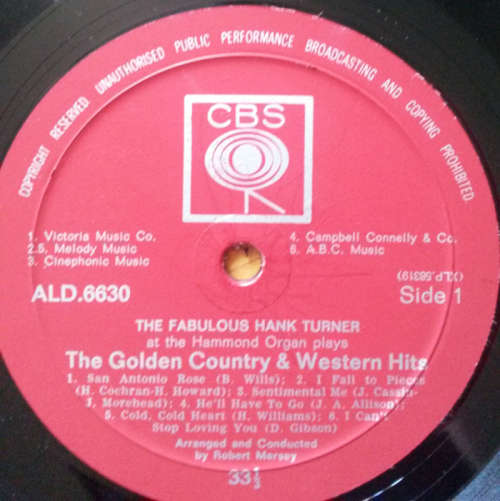 COPYRIGHT RESERVED UNAUTHORISED PUBLIC PERFORMANCE BROADCASTING AND COPYING PROHIBITED
CBS
1. Victoria Music Co.
2.5. Melody Music
3. Cinephonic Music
4. Campbell Connelly & Co.
6. A.B.C. Music
(XLP.56319)
ALD.6630
Side 1
THE FABULOUS HANK TURNER
at the Hammond Organ plays
The Golden Country & Western Hits
1. San Antonio Rose (B. Wills); 2. I Fall to Pieces
(H. Cochran-H. Howard); 3. Sentimental Me (J. Cassin-
J. Morehead); 4. He'll Have To Go (J. A. Allison);
5. Cold, Cold Heart (H. Williams); 6. I Can't
Stop Loving You (D. Gibson)
Arranged and Conducted
by Robert Mersey
33⅓